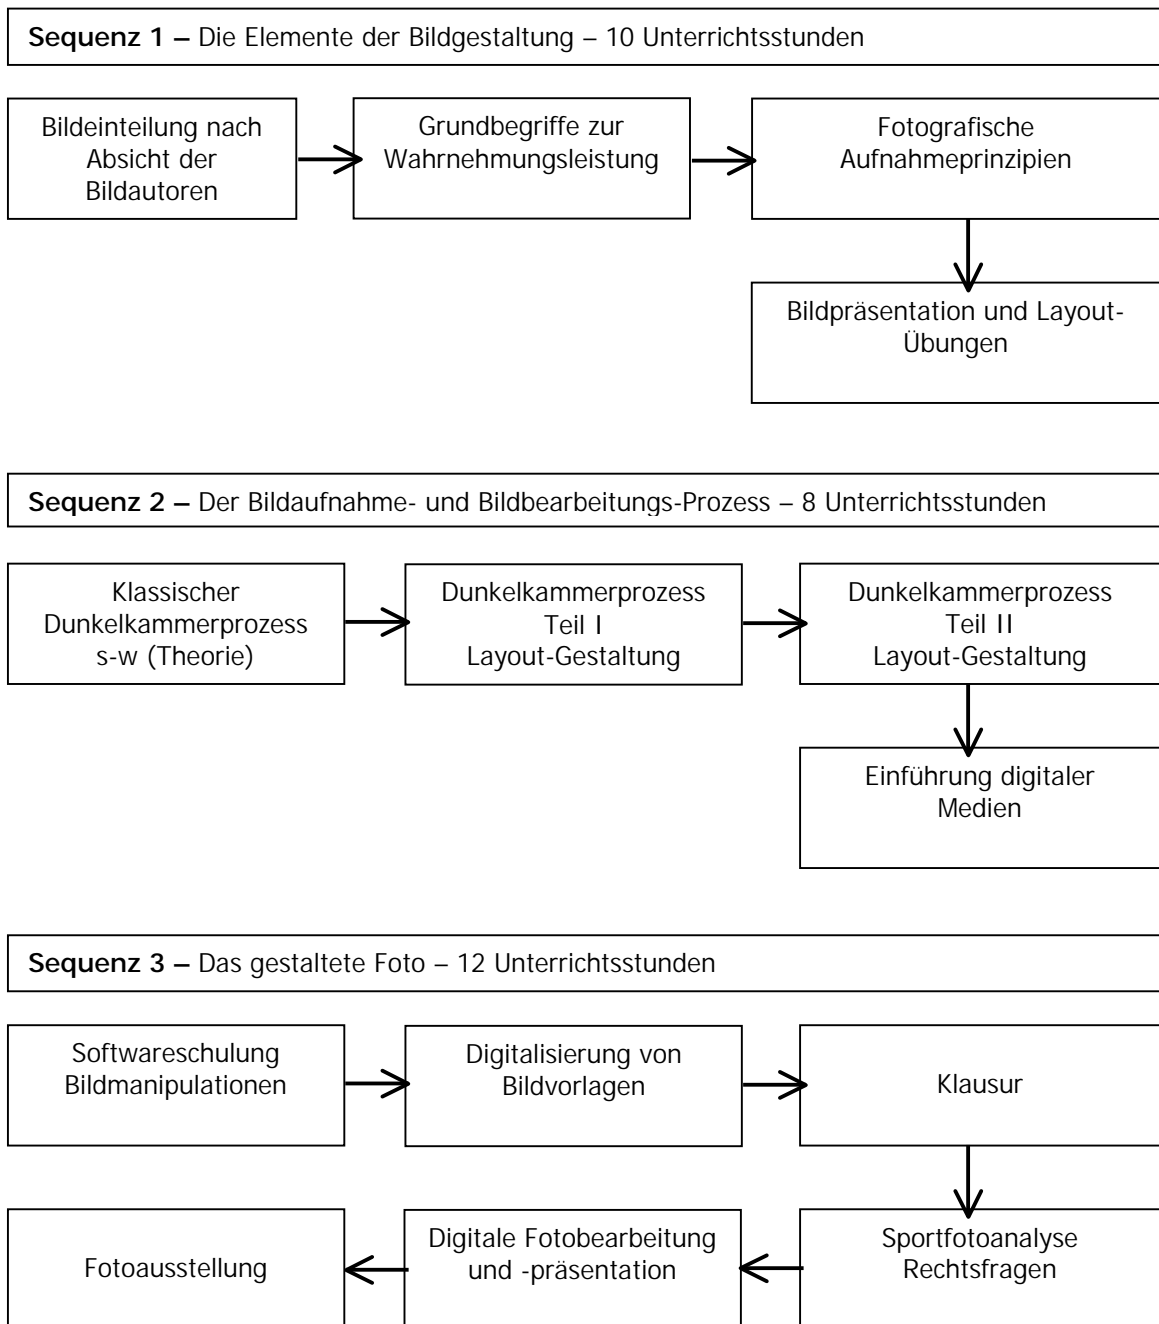 Sequenz 1 – Die Elemente der Bildgestaltung – 10 Unterrichtsstunden
Bildeinteilung nach
Absicht der
Bildautoren
Grundbegriffe zur
Wahrnehmungsleistung
Fotografische
Aufnahmeprinzipien
Bildpräsentation und Layout-
Übungen
Sequenz 2 – Der Bildaufnahme- und Bildbearbeitungs-Prozess – 8 Unterrichtsstunden
Klassischer
Dunkelkammerprozess
s-w (Theorie)
Dunkelkammerprozess
Teil I
Layout-Gestaltung
Dunkelkammerprozess
Teil II
Layout-Gestaltung
Einführung digitaler
Medien
Sequenz 3 – Das gestaltete Foto – 12 Unterrichtsstunden
Softwareschulung
Bildmanipulationen
Digitalisierung von
Bildvorlagen
Klausur
Sportfotoanalyse
Rechtsfragen
Digitale Fotobearbeitung
und -präsentation
Fotoausstellung